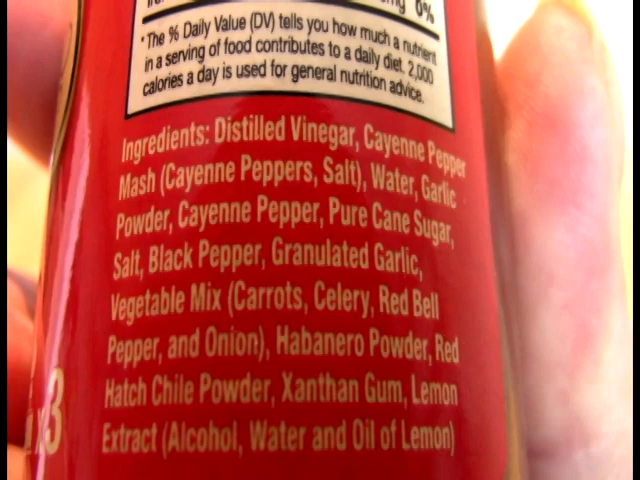 0%
*The % Daily Value (DV) tells you how much a nutrient
in a serving of food contributes to a daily diet. 2,000
calories a day is used for general nutrition advice.
Ingredients: Distilled Vinegar, Cayenne Pepper
Mash (Cayenne Peppers, Salt), Water, Garlic
Powder, Cayenne Pepper, Pure Cane Sugar,
Salt, Black Pepper, Granulated Garlic,
Vegetable Mix (Carrots, Celery, Red Bell
Pepper, and Onion), Habanero Powder, Red
Hatch Chile Powder, Xanthan Gum, Lemon
Extract (Alcohol, Water and Oil of Lemon)